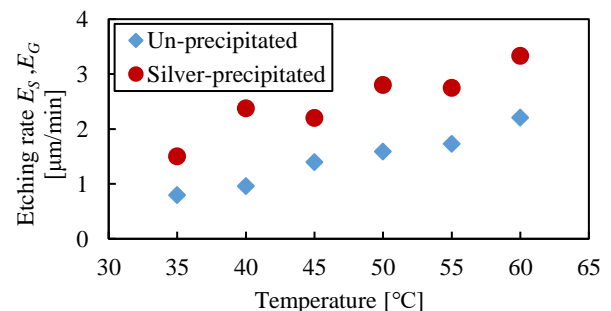 Etching rate E_S ,E_G
[μm/min]
4
3
2
1
0
Un-precipitated
Silver-precipitated
30 35 40 45 50 55 60 65
Temperature [°C]